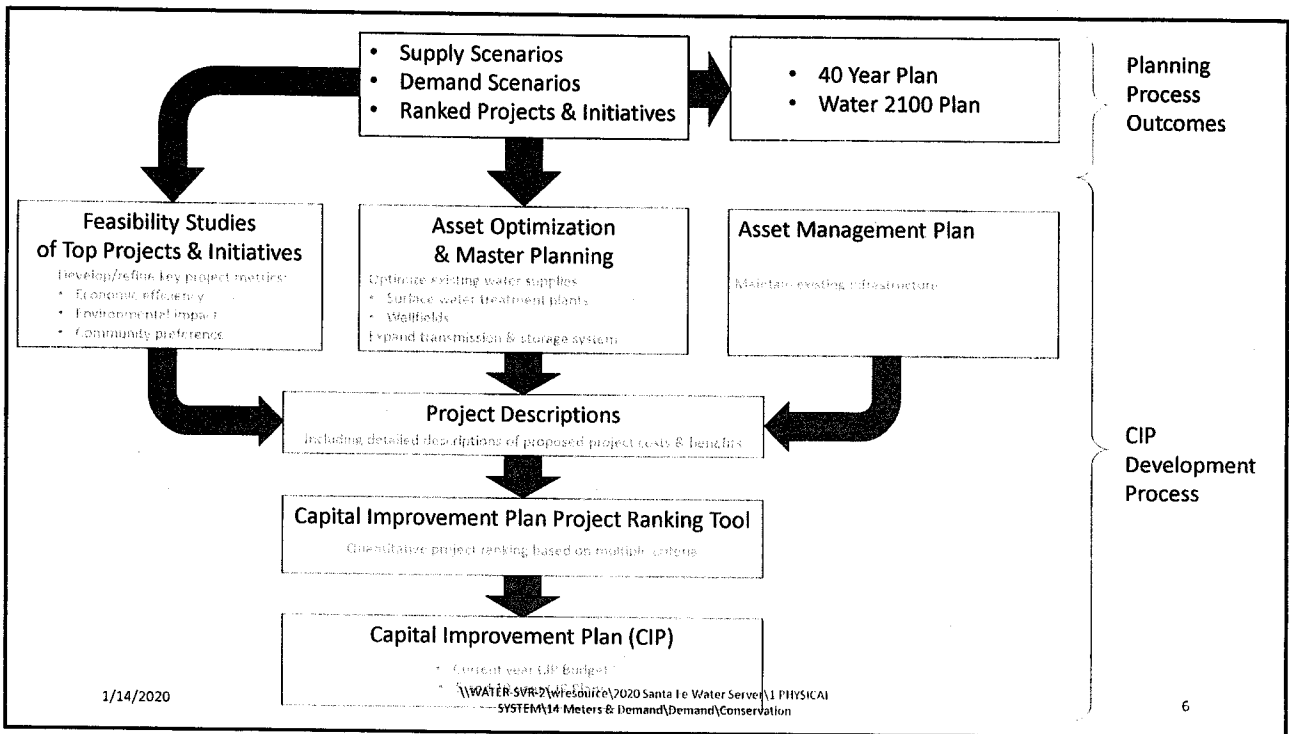 • Supply Scenarios
• Demand Scenarios
• Ranked Projects & Initiatives
• 40 Year Plan
• Water 2100 Plan
Planning
Process
Outcomes
Feasibility Studies
of Top Projects & Initiatives
Develop/refine key project metrics:
• Economic efficiency
• Environmental impact
• Community preference
Asset Optimization
& Master Planning
Optimize existing water supplies
• Surface water treatment plants
• Wellfields
Expand transmission & storage system
Asset Management Plan
Maintain existing infrastructure
Project Descriptions
Including detailed descriptions of proposed project costs & benefits
CIP
Development
Process
Capital Improvement Plan Project Ranking Tool
Quantitative project ranking based on multiple criteria
Capital Improvement Plan (CIP)
• Current year CIP Budget
1/14/2020
\\WATER-SVR-2\wresource\2020 Santa Fe Water Server\1 PHYSICAL
SYSTEM\14 Meters & Demand\Demand\Conservation
6